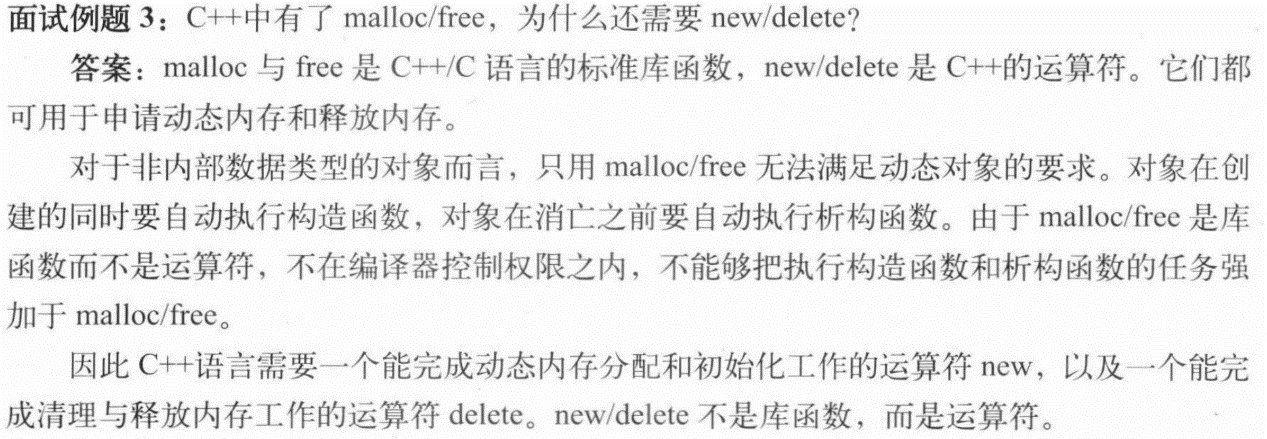 面试例题 3：C++中有了 malloc/free，为什么还需要 new/delete？
答案：malloc 与 free 是 C++/C 语言的标准库函数，new/delete 是 C++的运算符。它们都
可用于申请动态内存和释放内存。
对于非内部数据类型的对象而言，只用 malloc/free 无法满足动态对象的要求。对象在创
建的同时要自动执行构造函数，对象在消亡之前要自动执行析构函数。由于 malloc/free 是库
函数而不是运算符，不在编译器控制权限之内，不能够把执行构造函数和析构函数的任务强
加于 malloc/free。
因此 C++语言需要一个能完成动态内存分配和初始化工作的运算符 new，以及一个能完
成清理与释放内存工作的运算符 delete。new/delete 不是库函数，而是运算符。